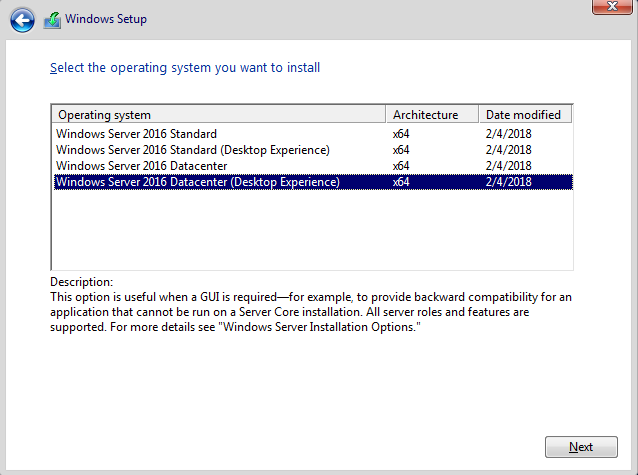 Windows Setup
Select the operating system you want to install
Operating system Architecture Date modified
Windows Server 2016 Standard x64 2/4/2018
Windows Server 2016 Standard (Desktop Experience) x64 2/4/2018
Windows Server 2016 Datacenter x64 2/4/2018
Windows Server 2016 Datacenter (Desktop Experience) x64 2/4/2018
Description:
This option is useful when a GUI is required—for example, to provide backward compatibility for an
application that cannot be run on a Server Core installation. All server roles and features are
supported. For more details see "Windows Server Installation Options."
Next